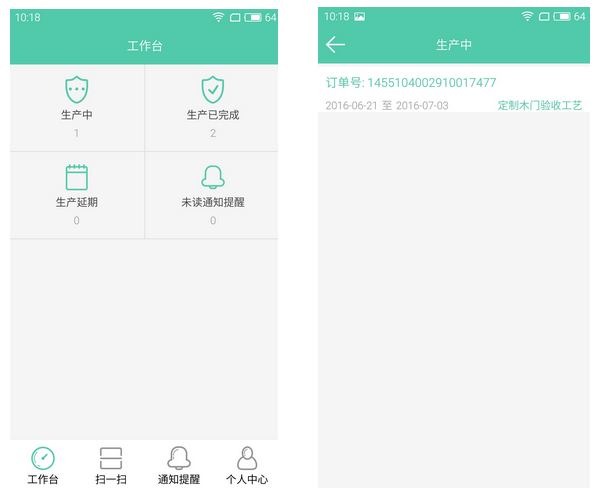 10:18
64
工作台
生产中
1
生产已完成
2
生产延期
0
未读通知提醒
0
工作台
扫一扫
通知提醒
个人中心
10:18
64
生产中
订单号: 1455104002910017477
2016-06-21 至 2016-07-03
定制木门验收工艺